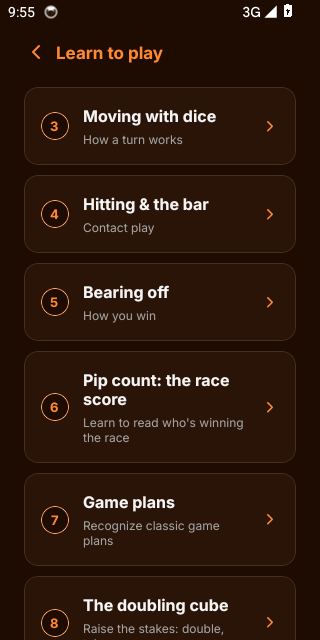 9:55
3G
Learn to play
3
Moving with dice
How a turn works
4
Hitting & the bar
Contact play
5
Bearing off
How you win
6
Pip count: the race
score
Learn to read who's winning
the race
7
Game plans
Recognize classic game
plans
8
The doubling cube
Raise the stakes: double,